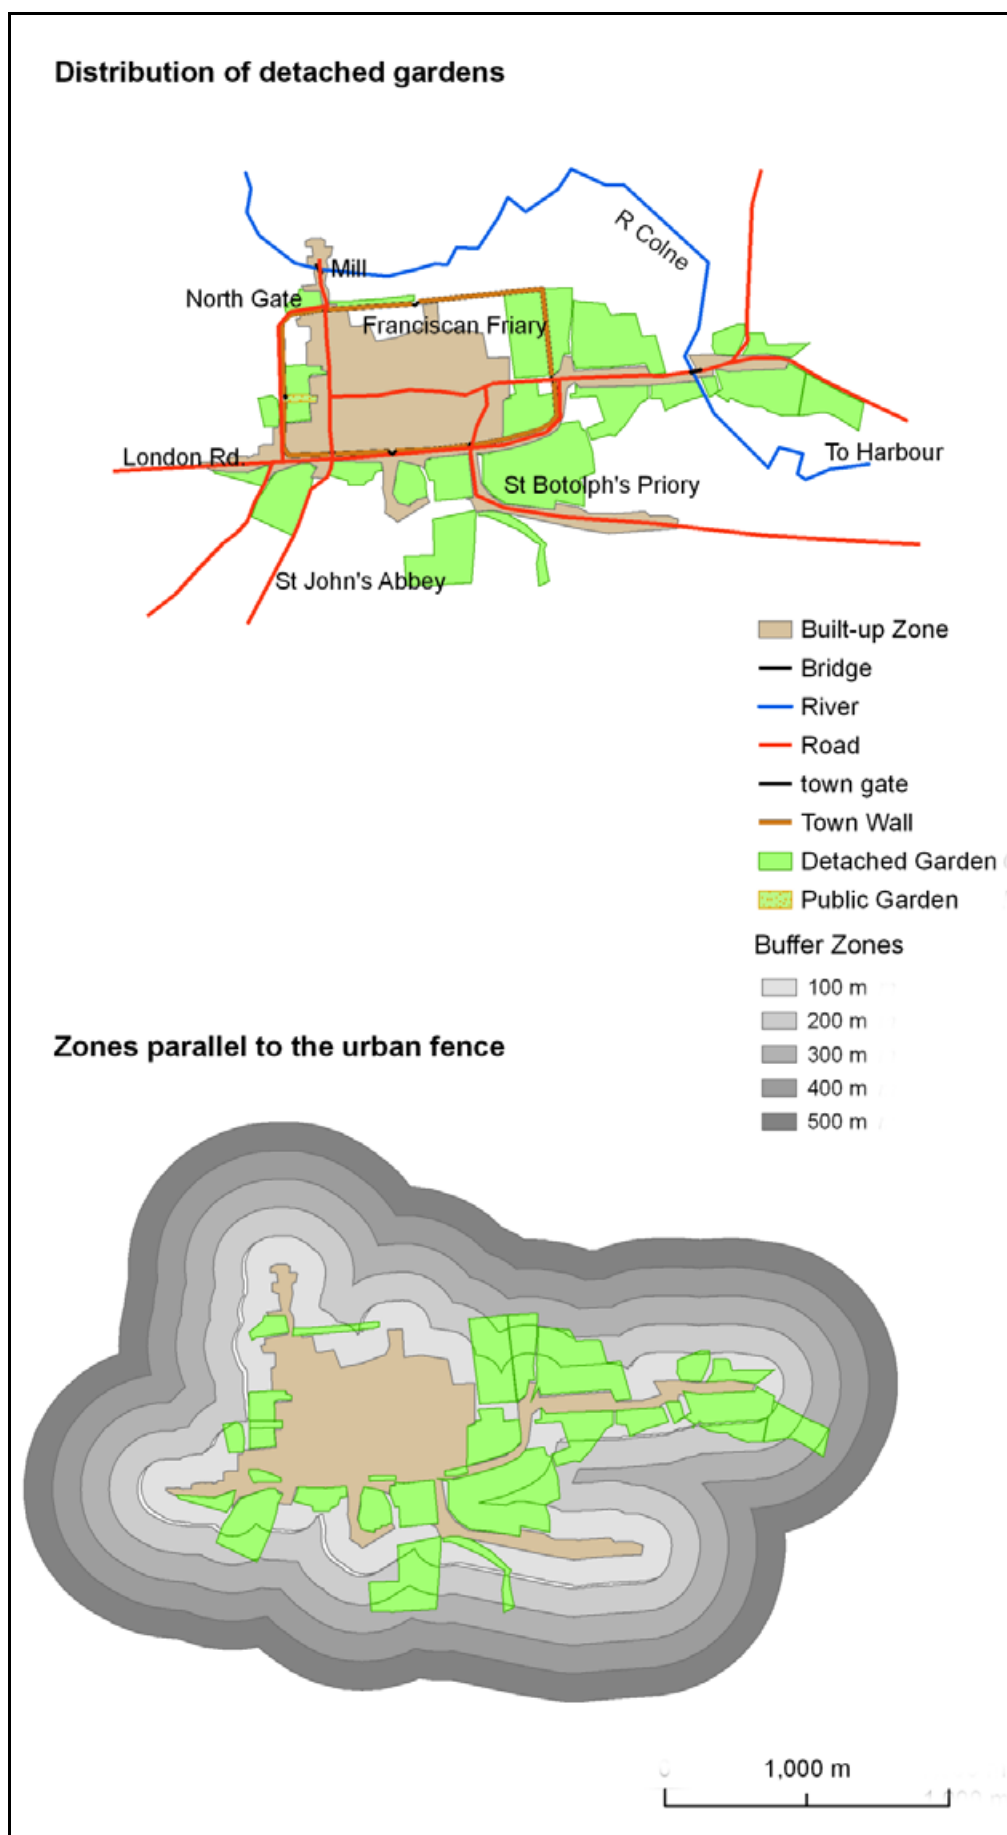 Distribution of detached gardens
R Colne
Mill
North Gate
Franciscan Friary
London Rd.
To Harbour
St Botolph's Priory
St John's Abbey
Built-up Zone
Bridge
River
Road
town gate
Town Wall
Detached Garden
Public Garden
Buffer Zones
100 m
200 m
300 m
400 m
500 m
Zones parallel to the urban fence
1,000 m